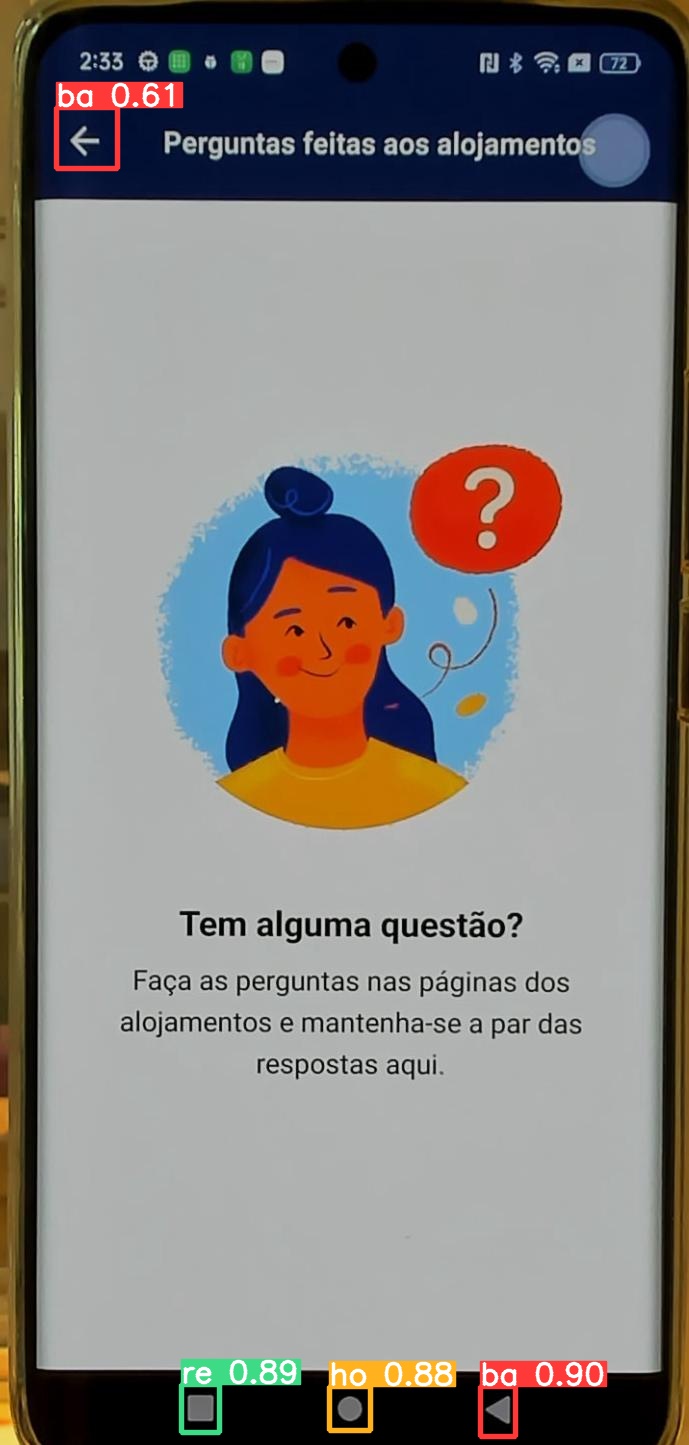 2:33
72
ba 0.61
Perguntas feitas aos alojamentos
?
Tem alguma questão?
Faça as perguntas nas páginas dos
alojamentos e mantenha-se a par das
respostas aqui.
re 0.89
ho 0.88
ba 0.90